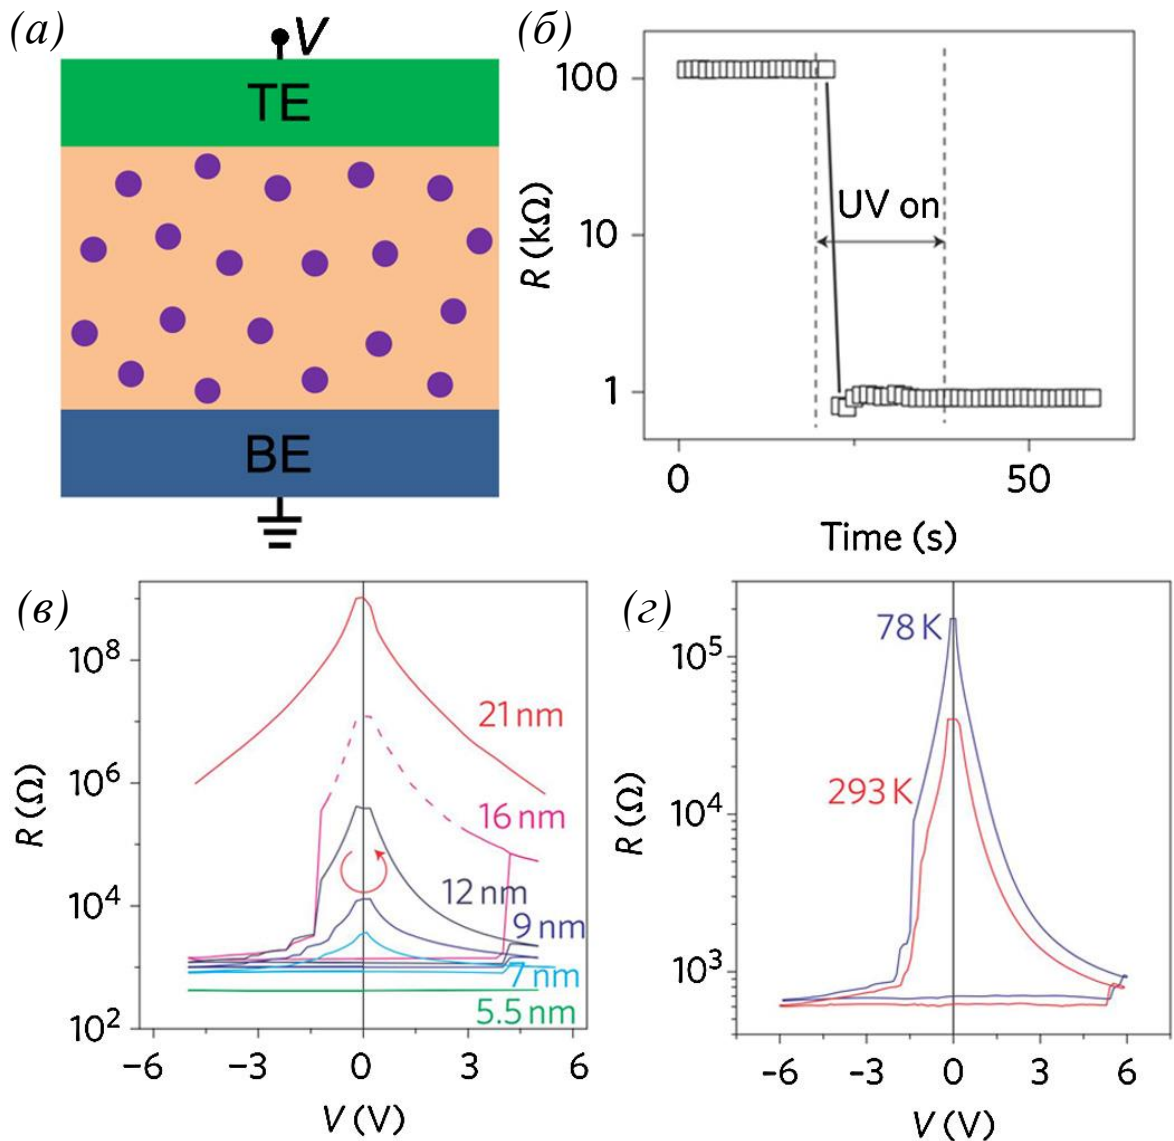 (а)
V
TE
BE
(б)
100
10
1
R (kΩ)
UV on
0
50
Time (s)
(в)
10⁸
10⁶
10⁴
10²
R (Ω)
21 nm
16 nm
12 nm
9 nm
7 nm
5.5 nm
−6
−3
0
3
6
V (V)
(г)
10⁵
10⁴
10³
R (Ω)
78 K
293 K
−6
−3
0
3
6
V (V)